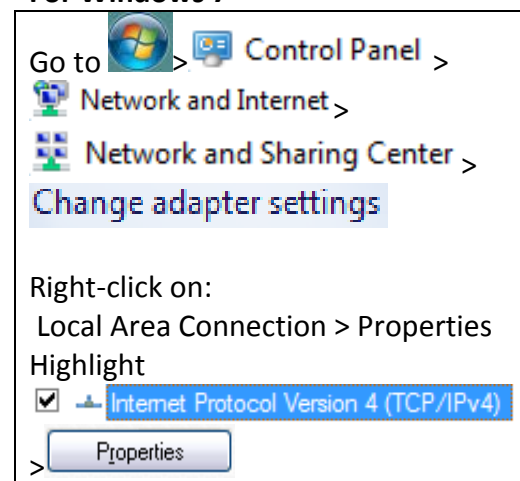 For Windows 7
Go to > Control Panel >
Network and Internet >
Network and Sharing Center >
Change adapter settings
Right-click on:
Local Area Connection > Properties
Highlight
Internet Protocol Version 4 (TCP/IPv4)
> Properties